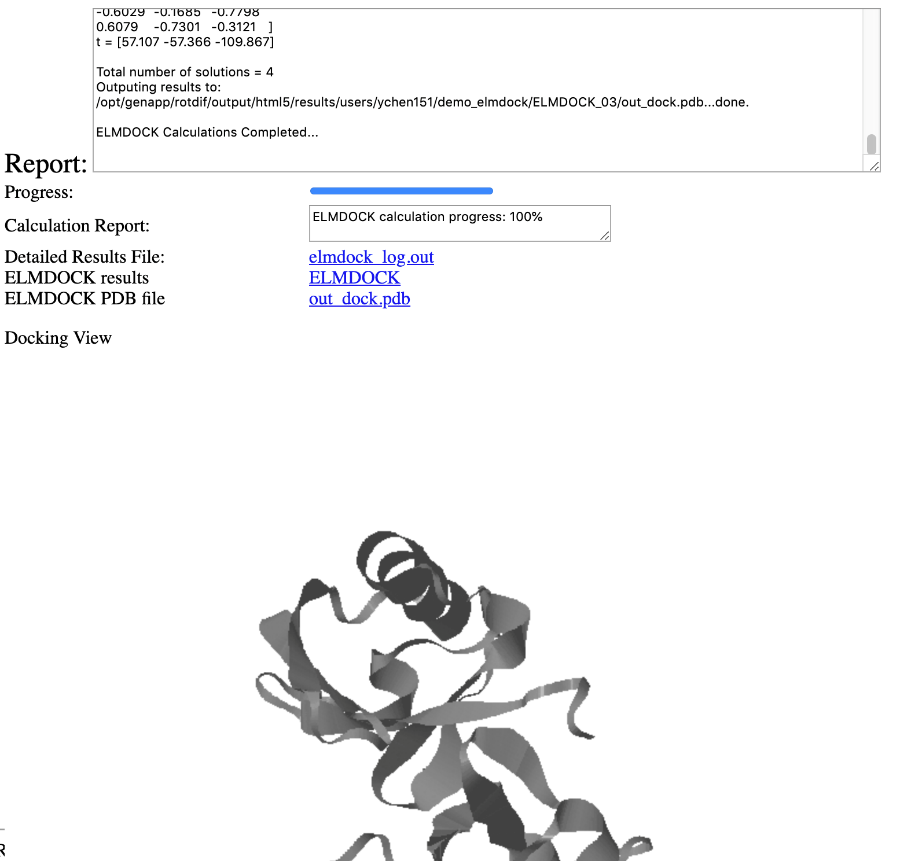 -0.6029 -0.1685 -0.7798
0.6079 -0.7301 -0.3121 ]
t = [57.107 -57.366 -109.867]
Total number of solutions = 4
Outputing results to:
/opt/genapp/rotdif/output/html5/results/users/ychen151/demo_elmdock/ELMDOCK_03/out_dock.pdb...done.
ELMDOCK Calculations Completed...
Report:
Progress:
Calculation Report: ELMDOCK calculation progress: 100%
Detailed Results File: elmdock_log.out
ELMDOCK results ELMDOCK
ELMDOCK PDB file out_dock.pdb
Docking View